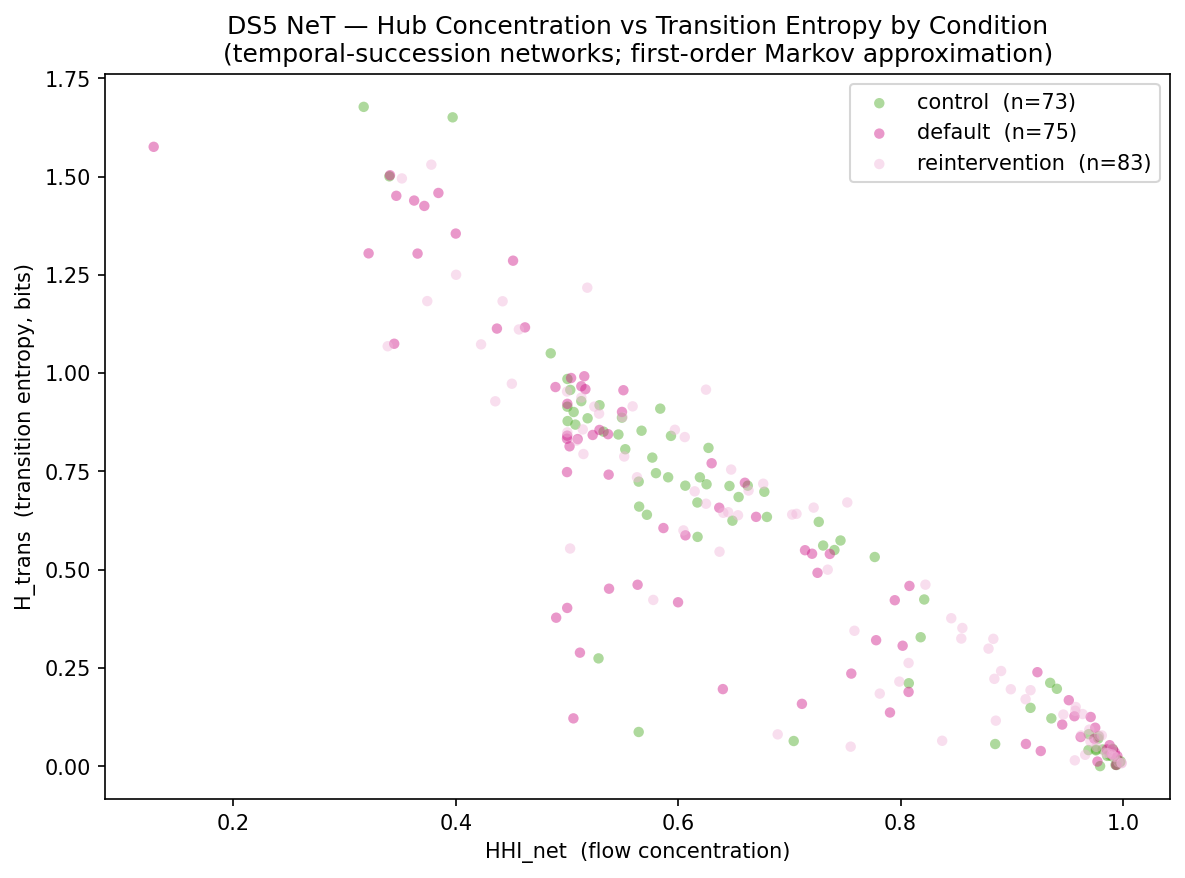 DS5 NeT — Hub Concentration vs Transition Entropy by Condition
(temporal-succession networks; first-order Markov approximation)
control (n=73)
default (n=75)
reintervention (n=83)
H_trans (transition entropy, bits)
1.75
1.50
1.25
1.00
0.75
0.50
0.25
0.00
0.2
0.4
0.6
0.8
1.0
HHI_net (flow concentration)